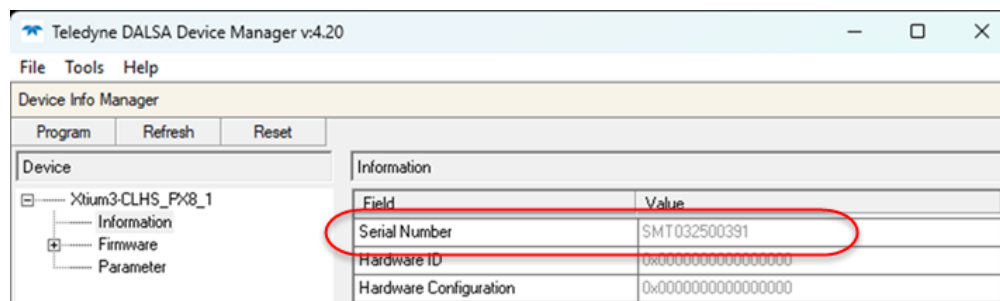 Teledyne DALSA Device Manager v:4.20
File Tools Help
Device Info Manager
Program Refresh Reset
Device
Information
Xtium3-CLHS_PX8_1
Information
Firmware
Parameter
Field Value
Serial Number SMT032500391
Hardware ID 0x0000000000000000
Hardware Configuration 0x0000000000000000